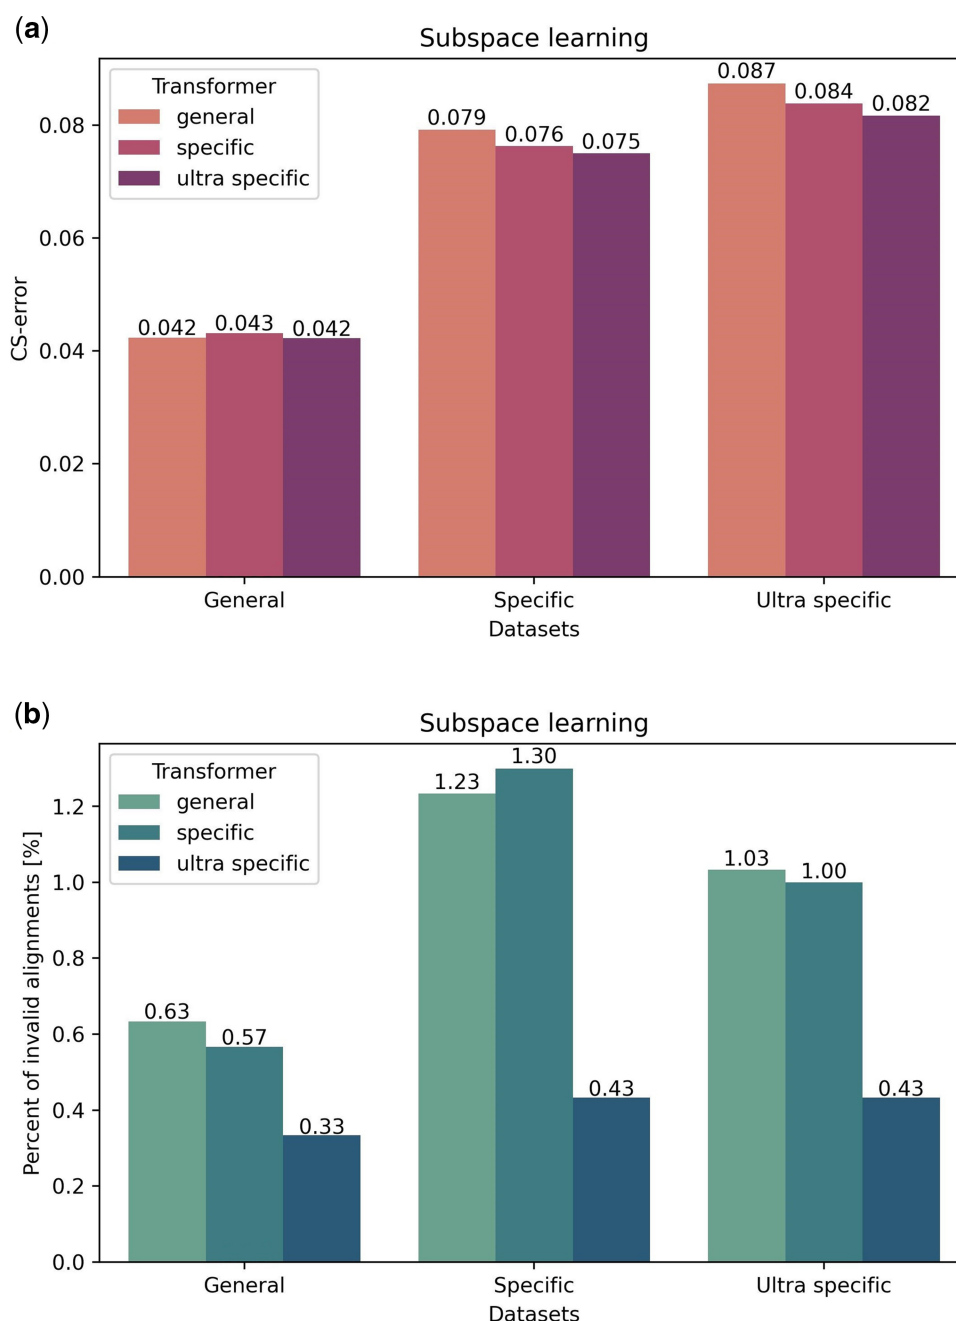 (a)
Subspace learning
Transformer
general
specific
ultra specific
0.042
0.043
0.042
0.079
0.076
0.075
0.087
0.084
0.082
CS-error
0.08
0.06
0.04
0.02
0.00
General
Specific
Ultra specific
Datasets
(b)
Subspace learning
Transformer
general
specific
ultra specific
0.63
0.57
0.33
1.23
1.30
0.43
1.03
1.00
0.43
Percent of invalid alignments [%]
1.2
1.0
0.8
0.6
0.4
0.2
0.0
General
Specific
Ultra specific
Datasets